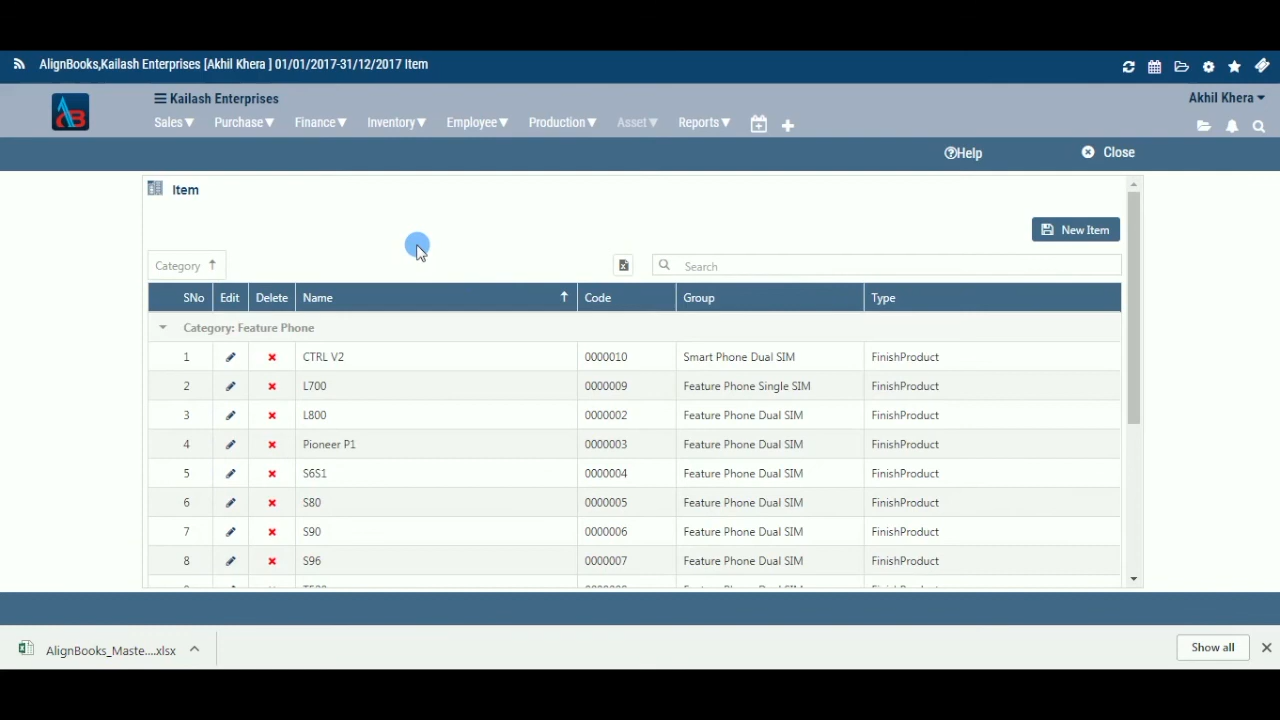 AlignBooks,Kailash Enterprises [Akhil Khera ] 01/01/2017-31/12/2017 Item
Kailash Enterprises
Akhil Khera
Sales Purchase Finance Inventory Employee Production Asset Reports
Help Close
Item
New Item
Category Search
SNo Edit Delete Name Code Group Type
Category: Feature Phone
1 CTRL V2 0000010 Smart Phone Dual SIM FinishProduct
2 L700 0000009 Feature Phone Single SIM FinishProduct
3 L800 0000002 Feature Phone Dual SIM FinishProduct
4 Pioneer P1 0000003 Feature Phone Dual SIM FinishProduct
5 S6S1 0000004 Feature Phone Dual SIM FinishProduct
6 S80 0000005 Feature Phone Dual SIM FinishProduct
7 S90 0000006 Feature Phone Dual SIM FinishProduct
8 S96 0000007 Feature Phone Dual SIM FinishProduct
AlignBooks_Maste....xlsx Show all